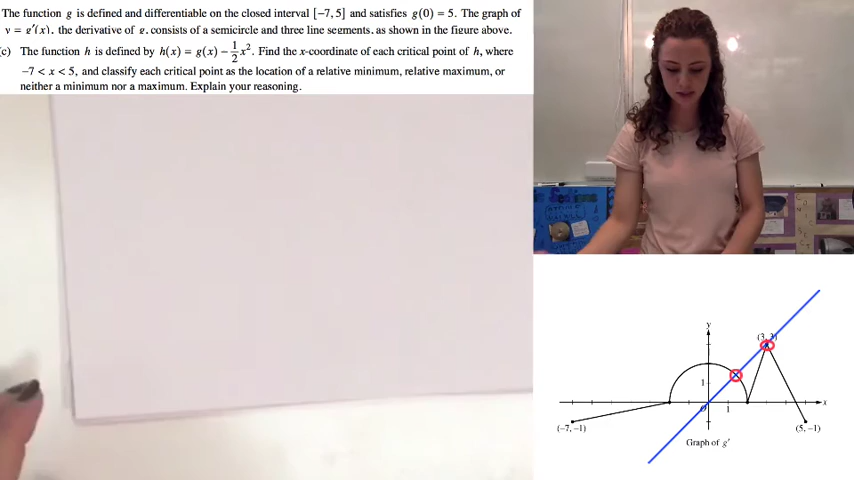 The function g is defined and differentiable on the closed interval [−7, 5] and satisfies g(0) = 5. The graph of
y = g′(x), the derivative of g, consists of a semicircle and three line segments, as shown in the figure above.
(c) The function h is defined by h(x) = g(x) − 1/2 x². Find the x-coordinate of each critical point of h, where
−7 < x < 5, and classify each critical point as the location of a relative minimum, relative maximum, or
neither a minimum nor a maximum. Explain your reasoning.
y
(3, 3)
1
O
1
x
(−7, −1)
(5, −1)
Graph of g′